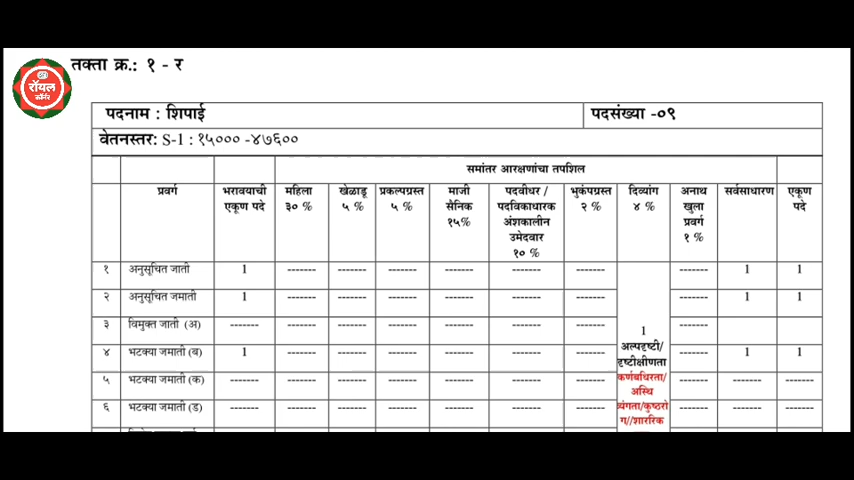 तक्ता क्र.: १ - र
रॉयल
कॉर्नर
पदनाम : शिपाई पदसंख्या -०९
वेतनस्तर: S-1 : १५००० -४७६००
समांतर आरक्षणांचा तपशिल
प्रवर्ग भरावयाची एकूण पदे महिला ३० % खेळाडू ५ % प्रकल्पग्रस्त ५ % माजी सैनिक १५% पदवीधर / पदविकाधारक अंशकालीन उमेदवार १० % भुकंपग्रस्त २ % दिव्यांग ४ % अनाथ खुला प्रवर्ग १ % सर्वसाधारण एकूण पदे
१ अनुसूचित जाती 1 ------- ------- ------- ------- ------- ------- ------- 1 1
२ अनुसूचित जमाती 1 ------- ------- ------- ------- ------- ------- ------- 1 1
३ विमुक्त जाती (अ) ------- ------- ------- ------- ------- ------- ------- -------
४ भटक्या जमाती (ब) 1 ------- ------- ------- ------- ------- ------- ------- 1 1
५ भटक्या जमाती (क) ------- ------- ------- ------- ------- ------- ------- ------- ------- -------
६ भटक्या जमाती (ड) ------- ------- ------- ------- ------- ------- ------- ------- ------- -------
1
अल्पदृष्टी/
दृष्टीक्षीणता
कर्णबधिरता/
अस्थि
व्यंगता/कुष्ठरो
ग//शाररिक